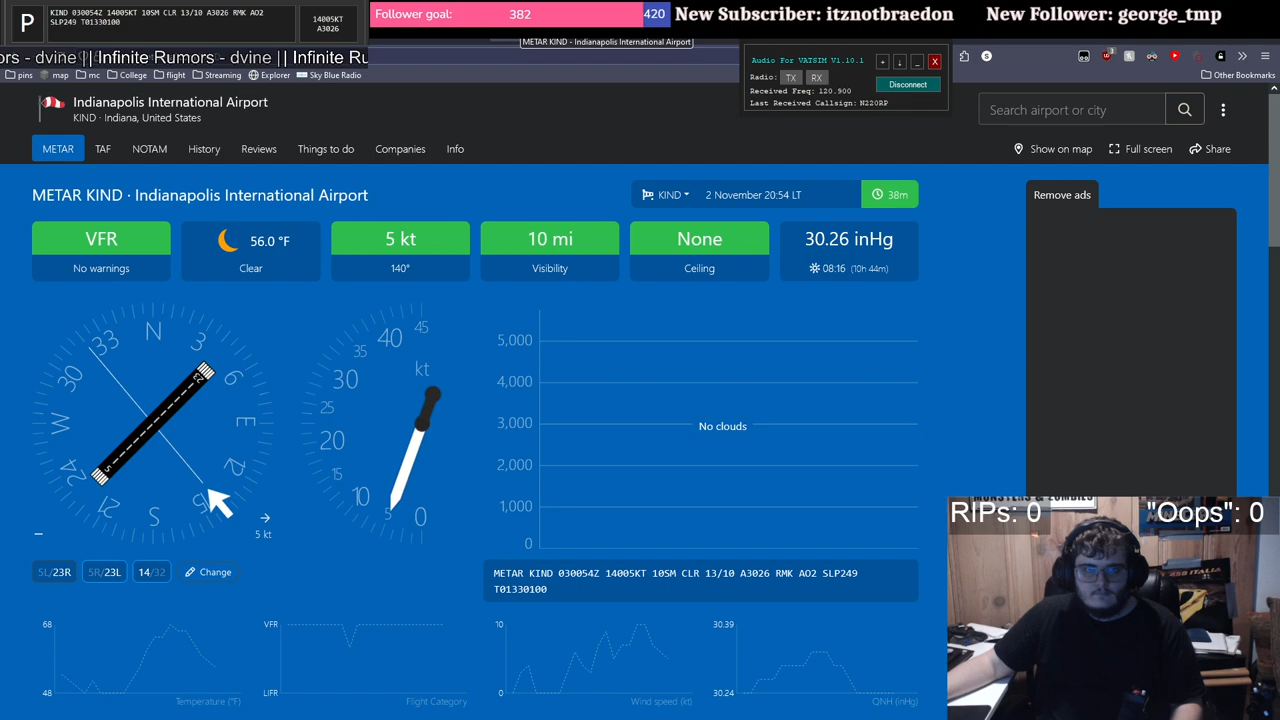 P
KIND 030054Z 14005KT 10SM CLR 13/10 A3026 RMK AO2
SLP249 T01330100
14005KT
A3026
Follower goal:
382
420
New Subscriber: itznotbraedon
New Follower: george_tmp
METAR KIND - Indianapolis International Airport
ors - dvine || Infinite Rumors - dvine || Infinite Ru
pins
map
mc
College
flight
Streaming
Explorer
Sky Blue Radio
Other Bookmarks
Audio For VATSIM V1.10.1
+
↓
_
X
Radio:
TX
RX
Disconnect
Received Freq: 120.900
Last Received Callsign: N220RP
Indianapolis International Airport
KIND · Indiana, United States
Search airport or city
METAR
TAF
NOTAM
History
Reviews
Things to do
Companies
Info
Show on map
Full screen
Share
METAR KIND · Indianapolis International Airport
KIND
2 November 20:54 LT
38m
Remove ads
VFR
56.0 °F
5 kt
10 mi
None
30.26 inHg
No warnings
Clear
140°
Visibility
Ceiling
08:16 (10h 44m)
N
3
6
E
12
15
S
21
24
W
30
33
23
5
5 kt
45
40
35
30
25
20
15
10
5
0
kt
5,000
4,000
3,000
2,000
1,000
0
No clouds
5L/23R
5R/23L
14/32
Change
METAR KIND 030054Z 14005KT 10SM CLR 13/10 A3026 RMK AO2 SLP249
T01330100
68
48
Temperature (°F)
VFR
LIFR
Flight Category
10
0
Wind speed (kt)
30.39
30.24
QNH (inHg)
RIPs: 0
"Oops": 0